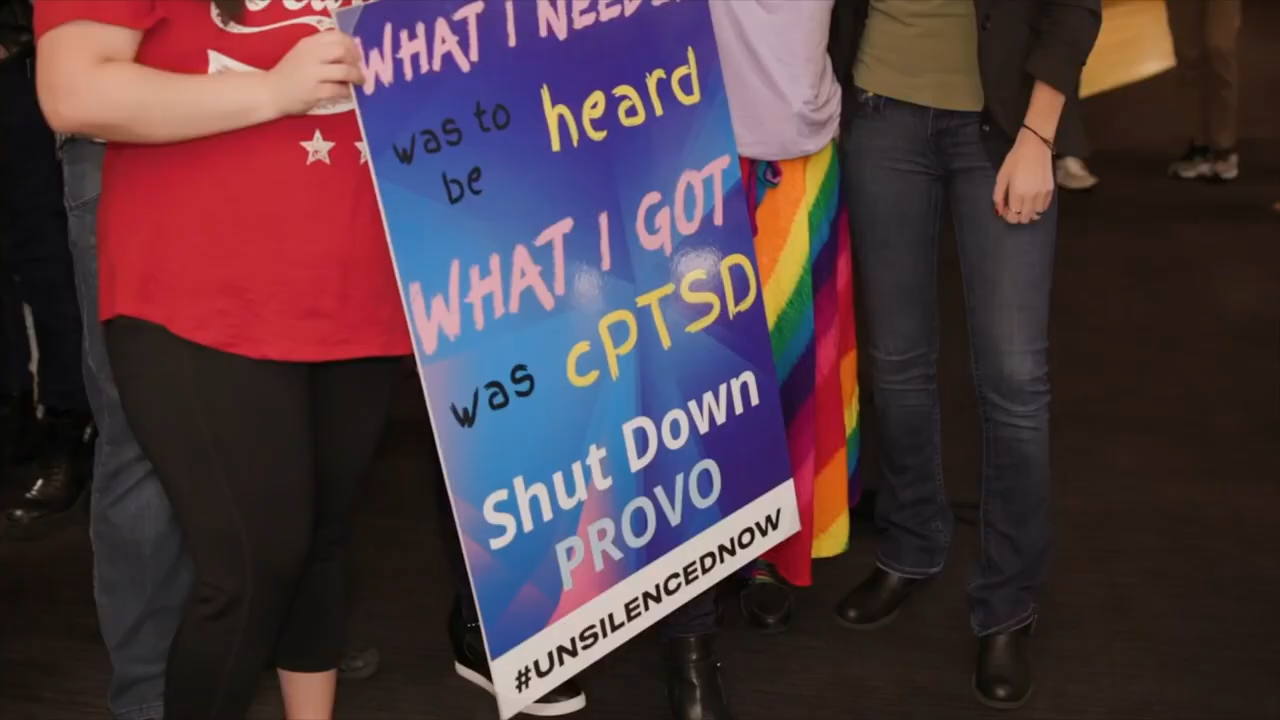 WHAT I NEEDED
was to heard
be
WHAT I GOT
was cPTSD
Shut Down
PROVO
#UNSILENCEDNOW